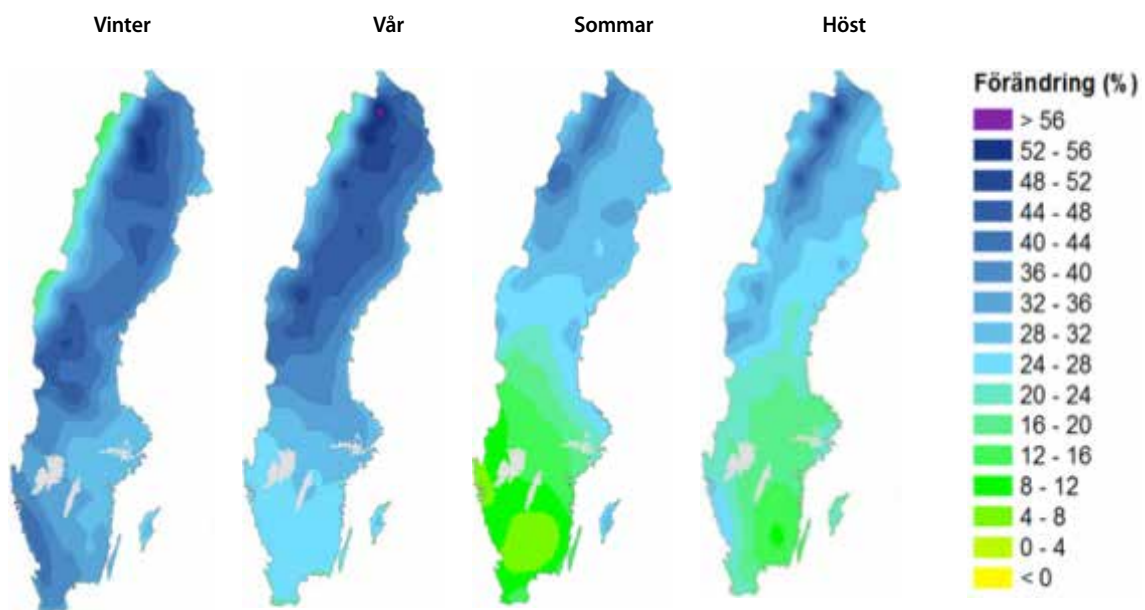 Vinter Vår Sommar Höst
Förändring (%)
> 56
52 - 56
48 - 52
44 - 48
40 - 44
36 - 40
32 - 36
28 - 32
24 - 28
20 - 24
16 - 20
12 - 16
8 - 12
4 - 8
0 - 4
< 0